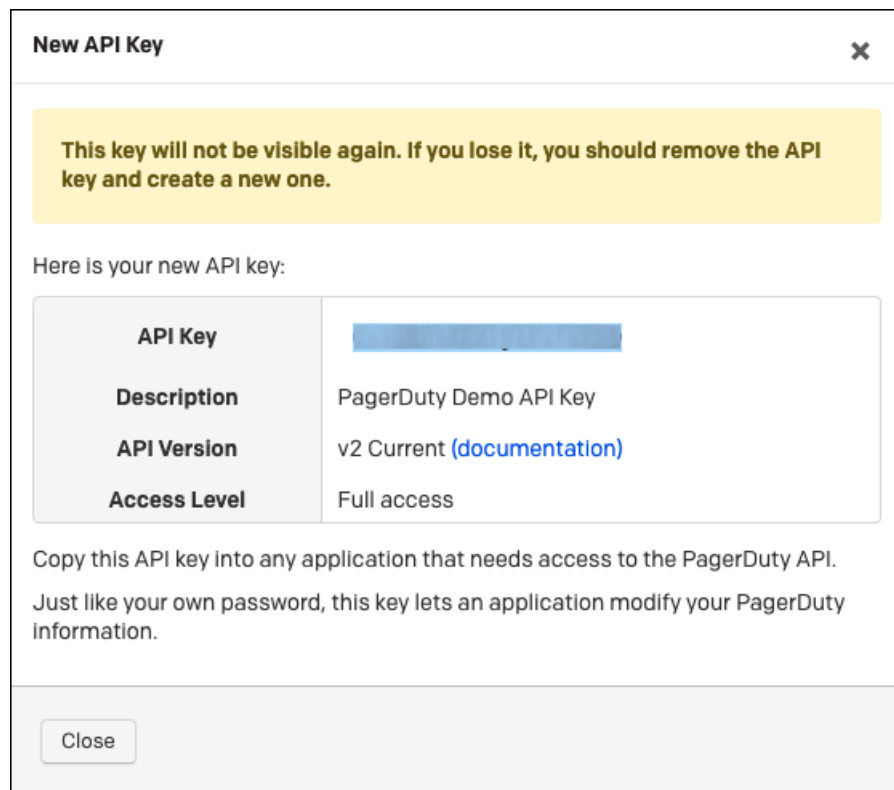 New API Key
This key will not be visible again. If you lose it, you should remove the API
key and create a new one.
Here is your new API key:
API Key
Description PagerDuty Demo API Key
API Version v2 Current (documentation)
Access Level Full access
Copy this API key into any application that needs access to the PagerDuty API.
Just like your own password, this key lets an application modify your PagerDuty
information.
Close